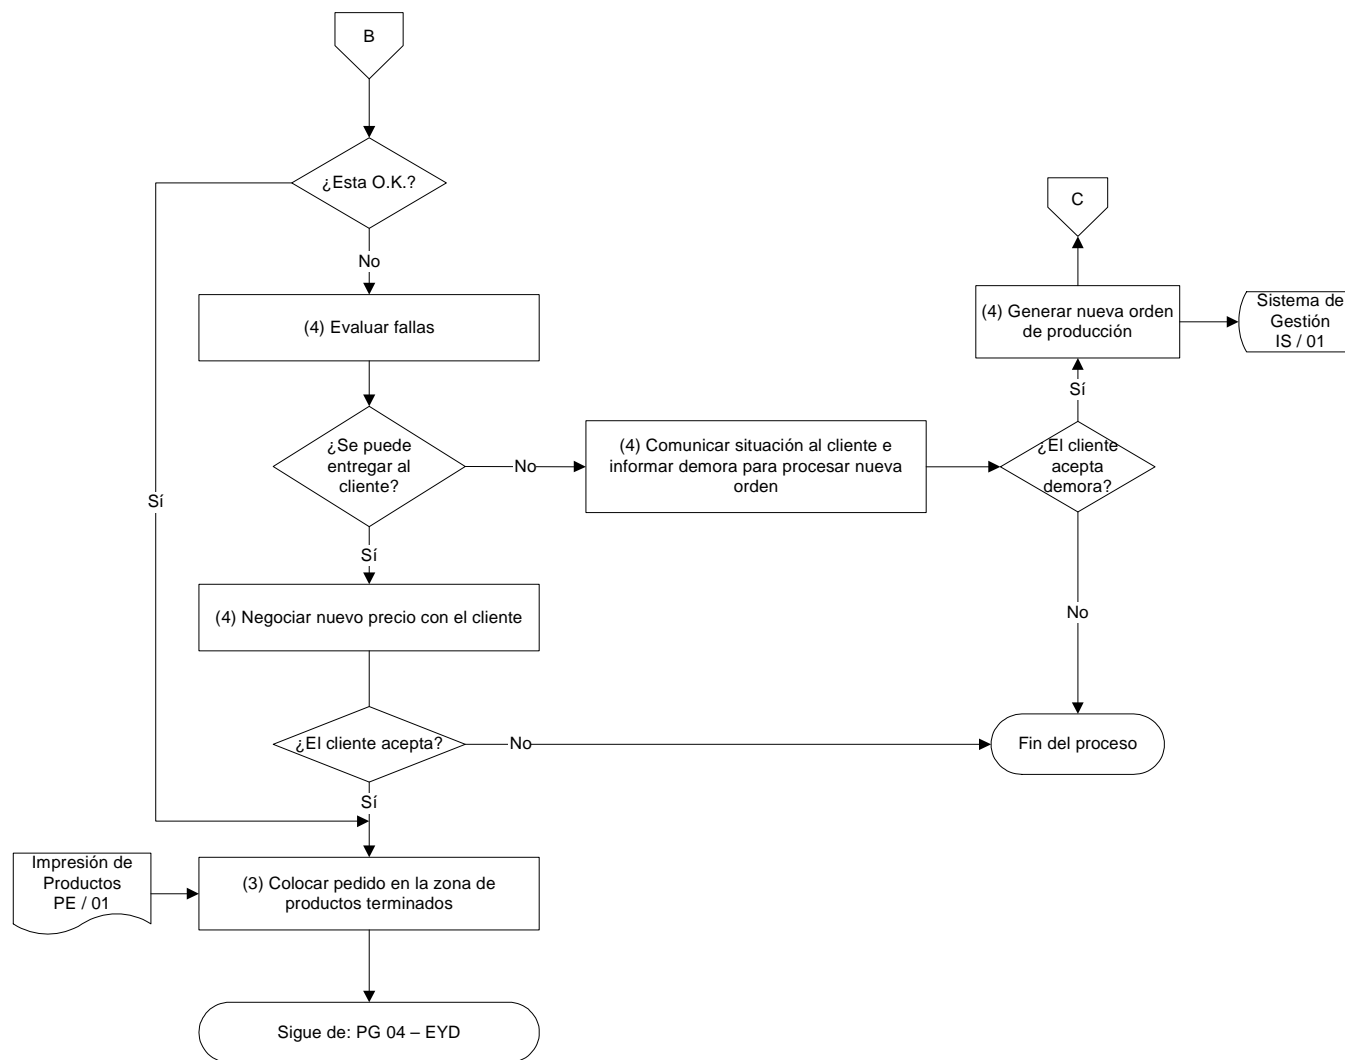 B
¿Esta O.K.?
No
(4) Evaluar fallas
¿Se puede
entregar al
cliente?
No
(4) Comunicar situación al cliente e
informar demora para procesar nueva
orden
¿El cliente
acepta
demora?
Sí
(4) Generar nueva orden
de producción
C
Sistema de
Gestión
IS / 01
No
Fin del proceso
Sí
Sí
(4) Negociar nuevo precio con el cliente
¿El cliente acepta?
No
Sí
Impresión de
Productos
PE / 01
(3) Colocar pedido en la zona de
productos terminados
Sigue de: PG 04 – EYD